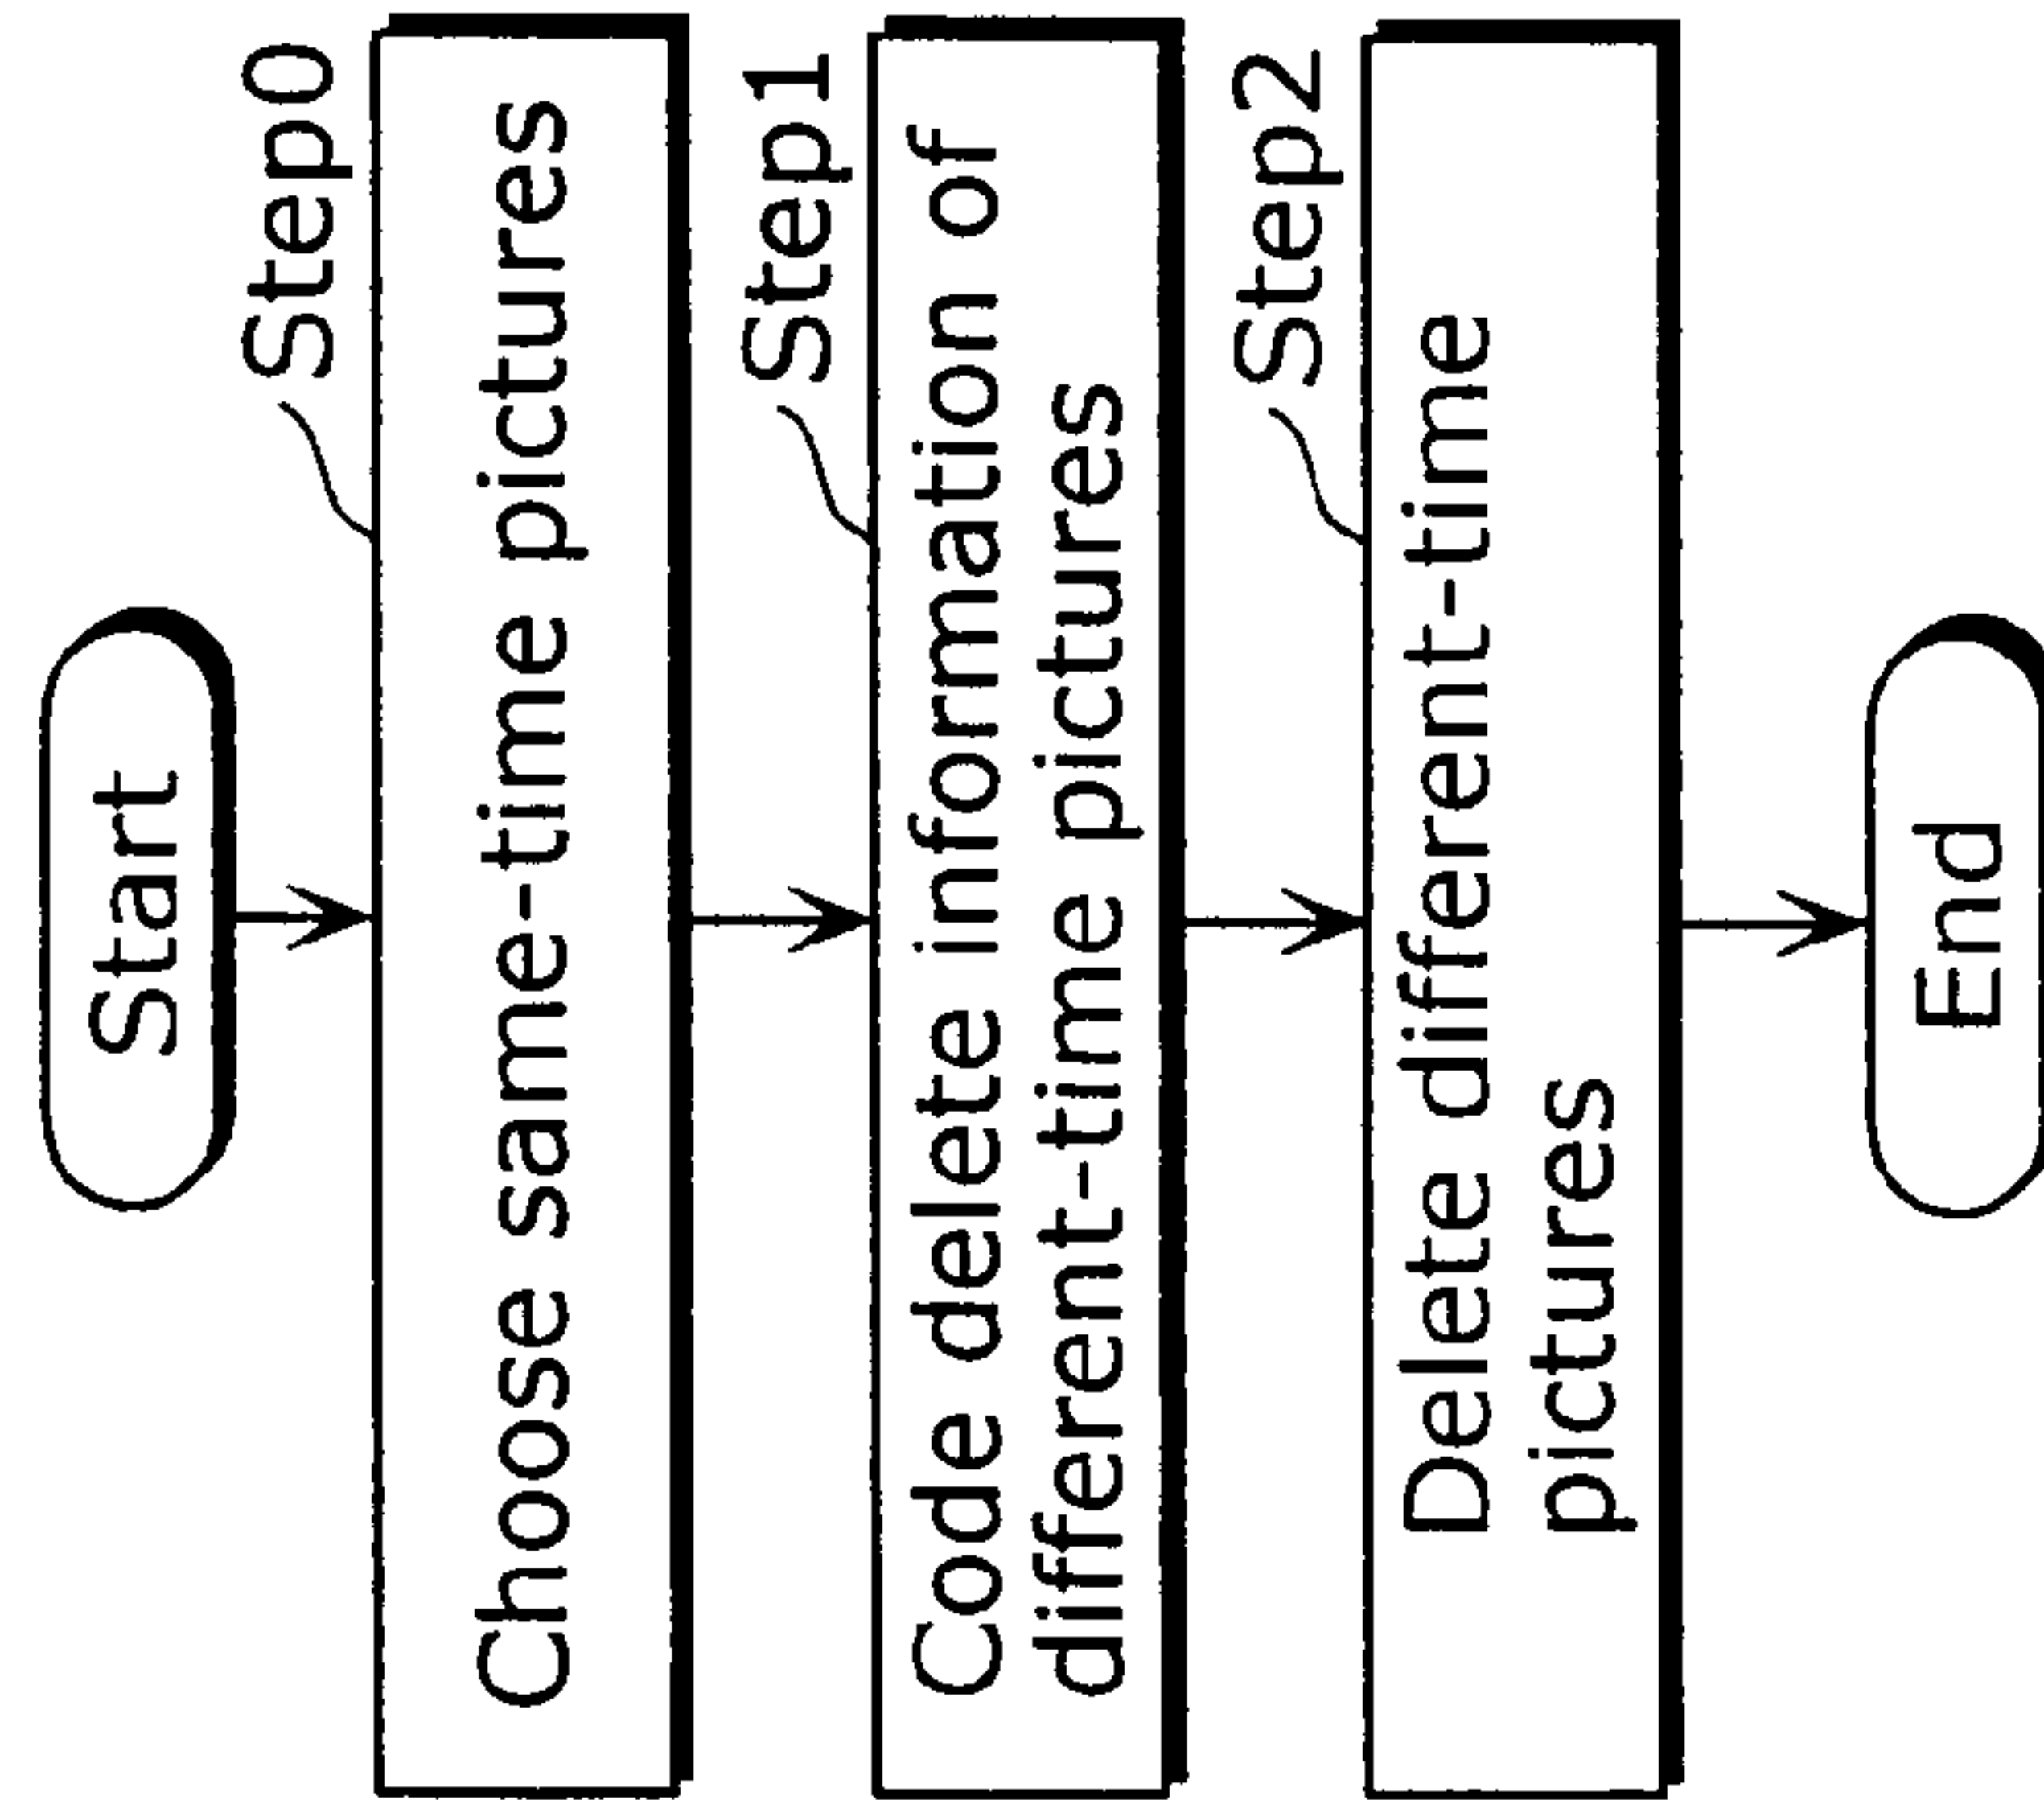 Start
Step0
Choose same-time pictures
Step1
Code delete information of
different-time pictures
Step2
Delete different-time
pictures
End